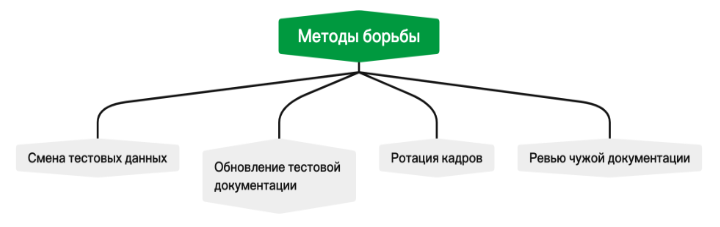 Методы борьбы
Смена тестовых данных
Обновление тестовой
документации
Ротация кадров
Ревью чужой документации